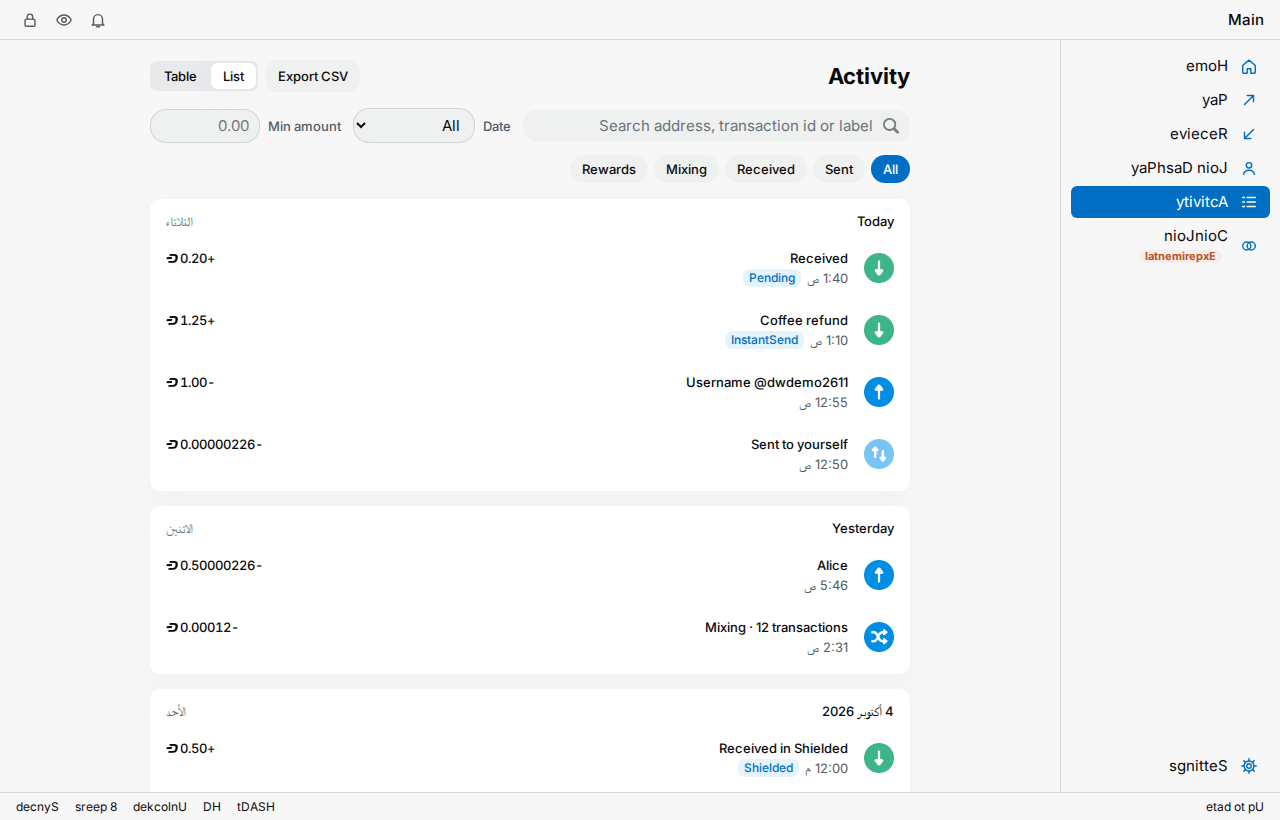 Main
emoH
yaP
evieceR
yaPhsaD nioJ
ytivitcA
nioJnioC
latnemirepxE
sgnitteS
Activity
Export CSV
List
Table
Search address, transaction id or label
Date
All
Min amount
0.00
All
Sent
Received
Mixing
Rewards
Today
الثلاثاء
Received
+0.20
1:40 ص
Pending
Coffee refund
+1.25
1:10 ص
InstantSend
Username @dwdemo2611
-1.00
12:55 ص
Sent to yourself
-0.00000226
12:50 ص
Yesterday
الاثنين
Alice
-0.50000226
5:46 ص
Mixing · 12 transactions
-0.00012
2:31 ص
4 أكتوبر 2026
الأحد
Received in Shielded
+0.50
12:00 م
Shielded
etad ot pU
tDASH
DH
dekcolnU
sreep 8
decnyS